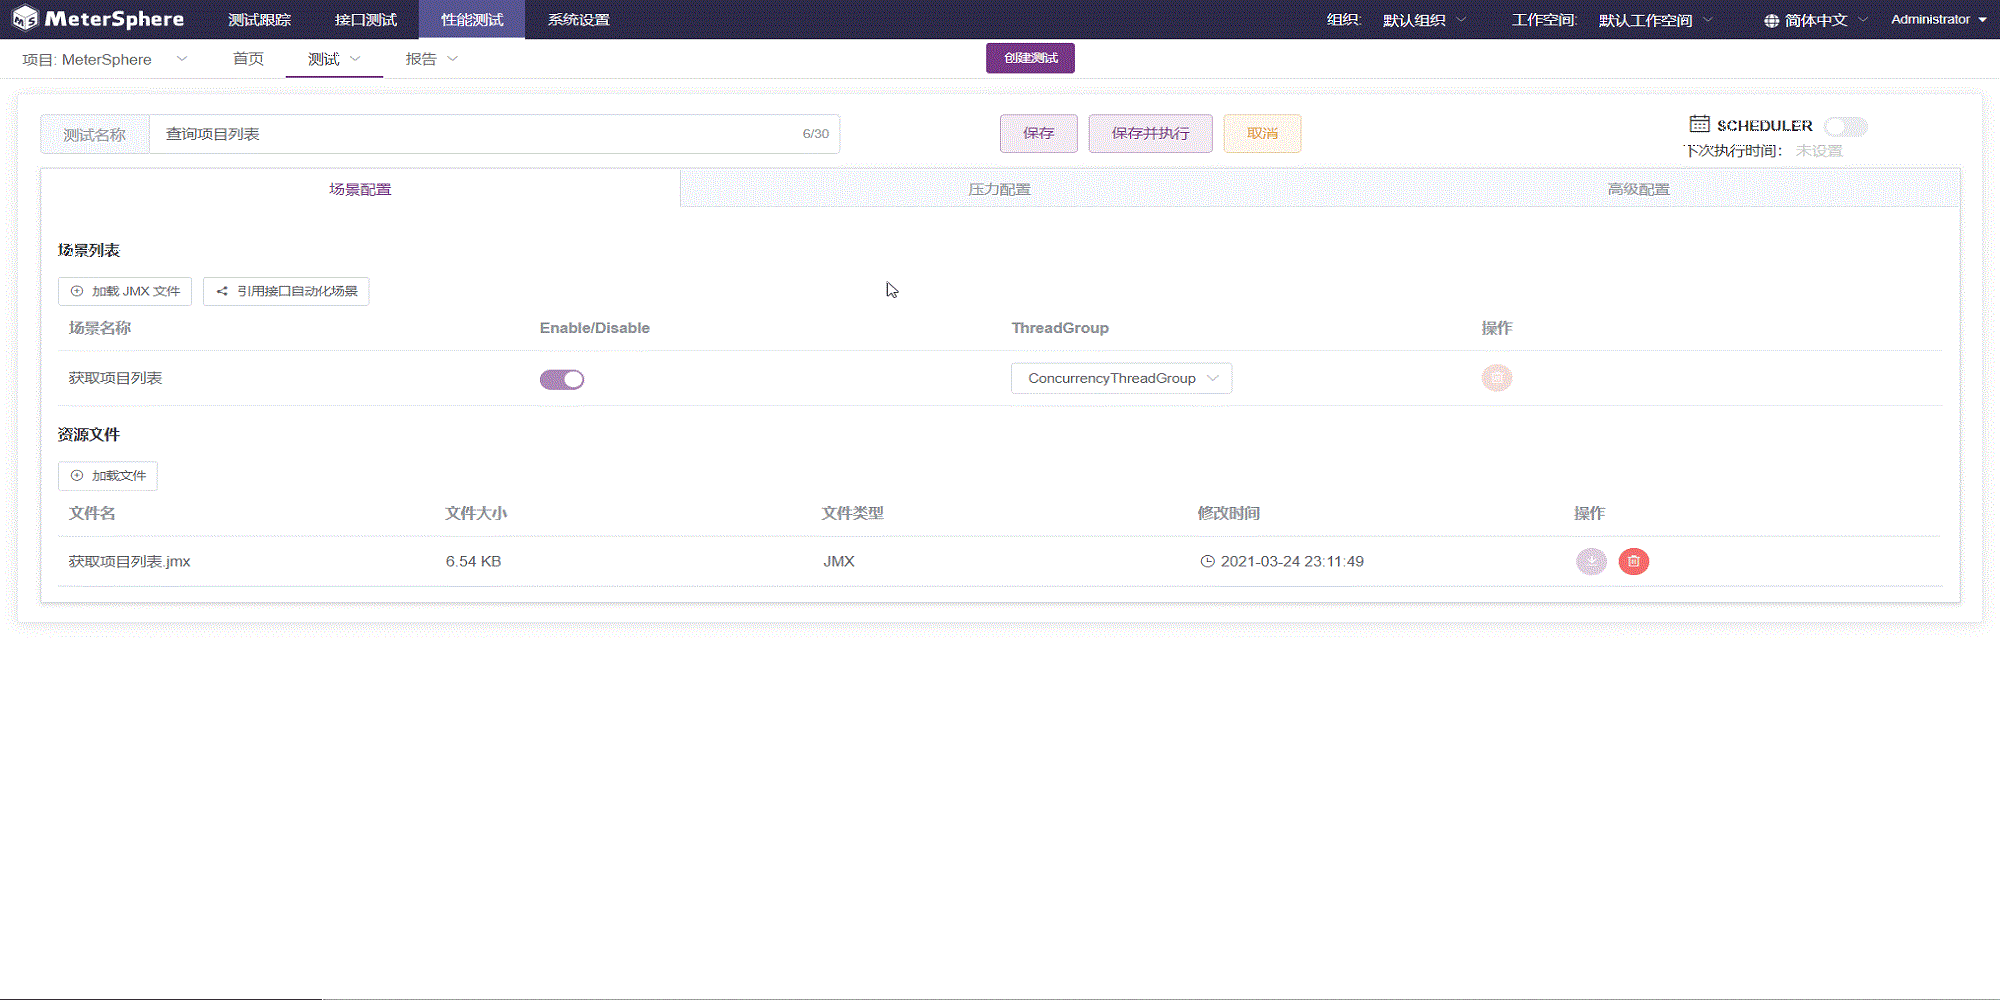 MeterSphere 测试跟踪 接口测试 性能测试 系统设置 组织: 默认组织 工作空间: 默认工作空间 简体中文 Administrator
项目: MeterSphere 首页 测试 报告 创建测试
测试名称 查询项目列表 6/30 保存 保存并执行 取消 SCHEDULER
下次执行时间： 未设置
场景配置 压力配置 高级配置
场景列表
加载 JMX 文件 引用接口自动化场景
场景名称 Enable/Disable ThreadGroup 操作
获取项目列表 ConcurrencyThreadGroup
资源文件
加载文件
文件名 文件大小 文件类型 修改时间 操作
获取项目列表.jmx 6.54 KB JMX 2021-03-24 23:11:49